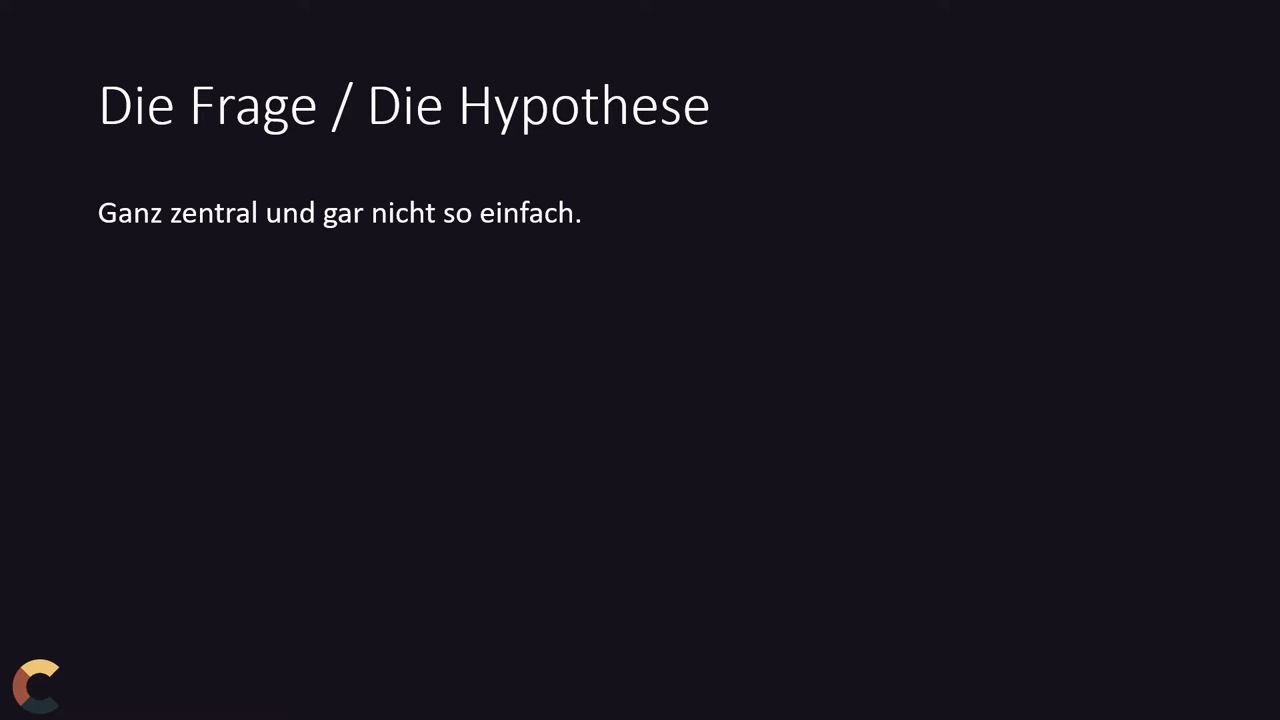 Die Frage / Die Hypothese
Ganz zentral und gar nicht so einfach.